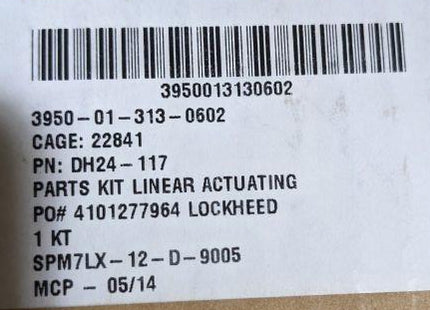 3950013130602
3950-01-313-0602
CAGE: 22841
PN: DH24-117
PARTS KIT LINEAR ACTUATING
PO# 4101277964 LOCKHEED
1 KT
SPM7LX-12-D-9005
MCP - 05/14